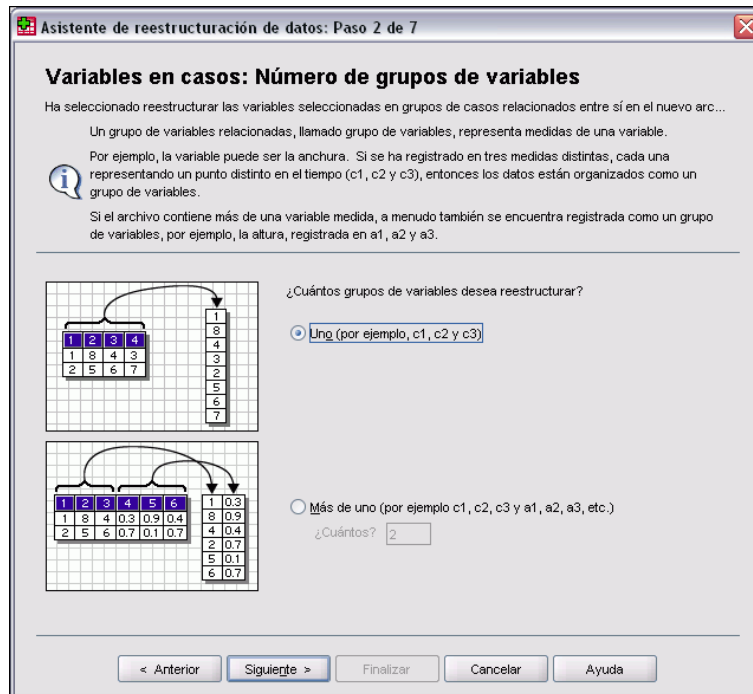 Asistente de reestructuración de datos: Paso 2 de 7
Variables en casos: Número de grupos de variables
Ha seleccionado reestructurar las variables seleccionadas en grupos de casos relacionados entre sí en el nuevo arc...
Un grupo de variables relacionadas, llamado grupo de variables, representa medidas de una variable.
Por ejemplo, la variable puede ser la anchura. Si se ha registrado en tres medidas distintas, cada una
representando un punto distinto en el tiempo (c1, c2 y c3), entonces los datos están organizados como un
grupo de variables.
Si el archivo contiene más de una variable medida, a menudo también se encuentra registrada como un grupo
de variables, por ejemplo, la altura, registrada en a1, a2 y a3.
¿Cuántos grupos de variables desea reestructurar?
1 2 3 4
1 8 4 3
2 5 6 7
1
8
4
3
2
5
6
7
Uno (por ejemplo, c1, c2 y c3)
1 2 3 4 5 6
1 8 4 0.3 0.9 0.4
2 5 6 0.7 0.1 0.7
1 0.3
8 0.9
4 0.4
2 0.7
5 0.1
6 0.7
Más de uno (por ejemplo c1, c2, c3 y a1, a2, a3, etc.)
¿Cuántos? 2
< Anterior
Siguiente >
Finalizar
Cancelar
Ayuda